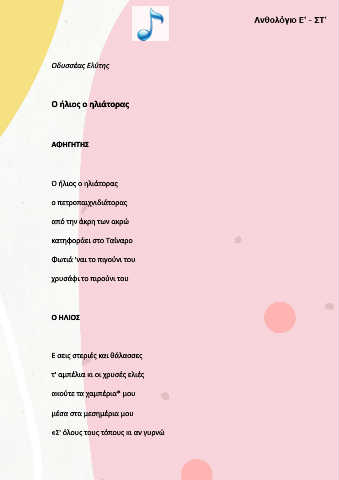 Ανθολόγιο Ε' - ΣΤ'
Οδυσσέας Ελύτης
Ο ήλιος ο ηλιάτορας
ΑΦΗΓΗΤΗΣ
Ο ήλιος ο ηλιάτορας
ο πετροπαιχνιδιάτορας
από την άκρη των ακρώ
κατηφοράει στο Ταίναρο
Φωτιά 'ναι το πιγούνι του
χρυσάφι το πιρούνι του
Ο ΗΛΙΟΣ
Ε σεις στεριές και θάλασσες
τ' αμπέλια κι οι χρυσές ελιές
ακούτε τα χαμπέρια* μου
μέσα στα μεσημέρια μου
«Σ' όλους τους τόπους κι αν γυρνώ